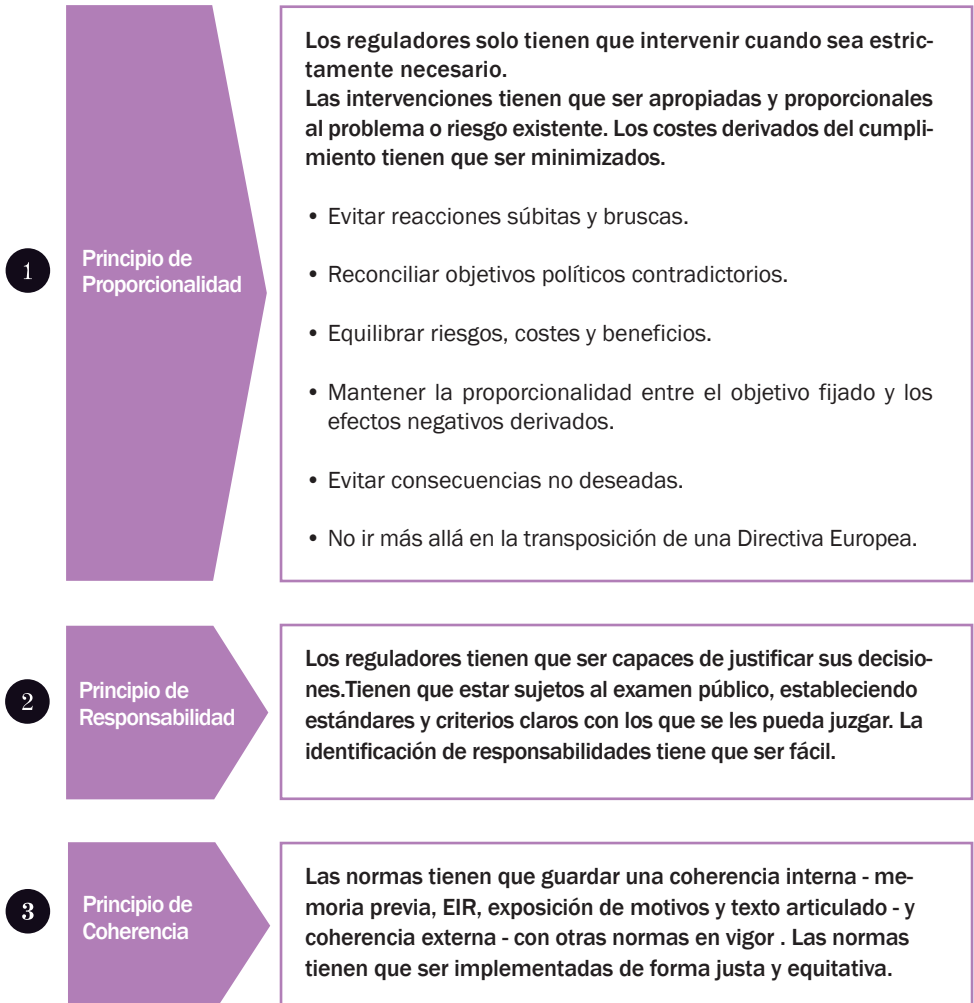 1
Principio de
Proporcionalidad
Los reguladores solo tienen que intervenir cuando sea estric-
tamente necesario.
Las intervenciones tienen que ser apropiadas y proporcionales
al problema o riesgo existente. Los costes derivados del cumpli-
miento tienen que ser minimizados.
• Evitar reacciones súbitas y bruscas.
• Reconciliar objetivos políticos contradictorios.
• Equilibrar riesgos, costes y beneficios.
• Mantener la proporcionalidad entre el objetivo fijado y los
efectos negativos derivados.
• Evitar consecuencias no deseadas.
• No ir más allá en la transposición de una Directiva Europea.
2
Principio de
Responsabilidad
Los reguladores tienen que ser capaces de justificar sus decisio-
nes.Tienen que estar sujetos al examen público, estableciendo
estándares y criterios claros con los que se les pueda juzgar. La
identificación de responsabilidades tiene que ser fácil.
3
Principio de
Coherencia
Las normas tienen que guardar una coherencia interna - me-
moria previa, EIR, exposición de motivos y texto articulado - y
coherencia externa - con otras normas en vigor . Las normas
tienen que ser implementadas de forma justa y equitativa.